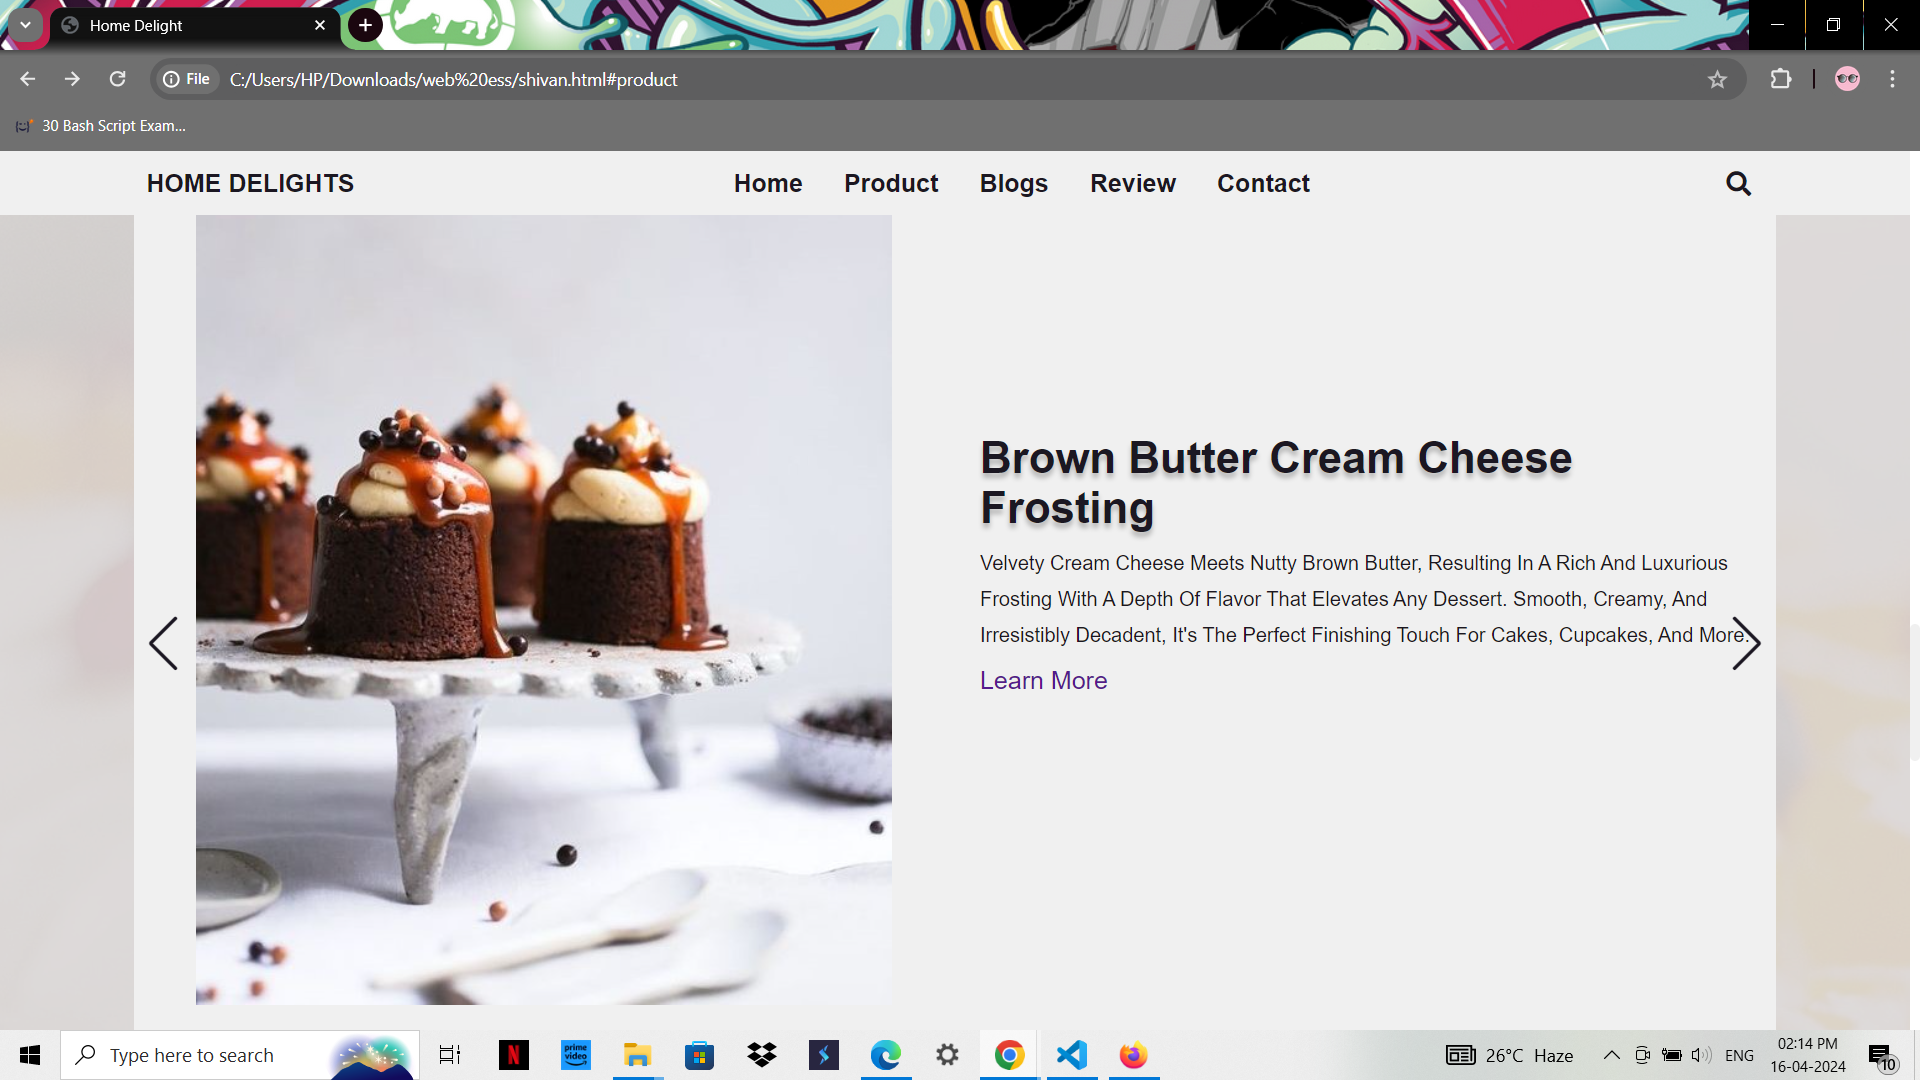 Home Delight
File
C:/Users/HP/Downloads/web%20ess/shivan.html#product
30 Bash Script Exam...
HOME DELIGHTS
Home
Product
Blogs
Review
Contact
Brown Butter Cream Cheese
Frosting
Velvety Cream Cheese Meets Nutty Brown Butter, Resulting In A Rich And Luxurious
Frosting With A Depth Of Flavor That Elevates Any Dessert. Smooth, Creamy, And
Irresistibly Decadent, It's The Perfect Finishing Touch For Cakes, Cupcakes, And More.
Learn More
Type here to search
N
prime video
26°C Haze
ENG
02:14 PM
16-04-2024
10